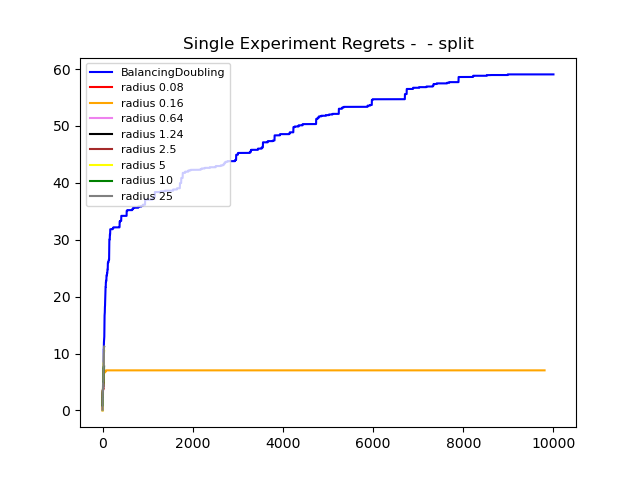 Single Experiment Regrets -  - split
BalancingDoubling
radius 0.08
radius 0.16
radius 0.64
radius 1.24
radius 2.5
radius 5
radius 10
radius 25
60
50
40
30
20
10
0
0 2000 4000 6000 8000 10000